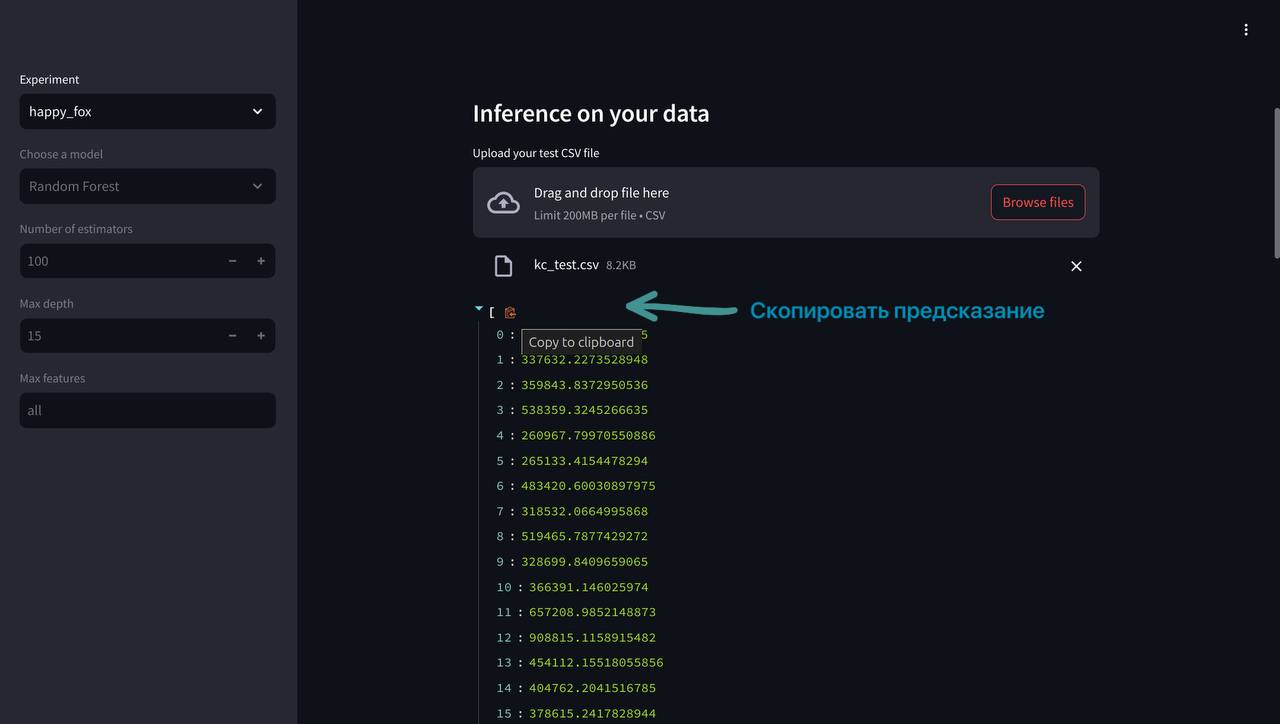 Experiment
happy_fox
Choose a model
Random Forest
Number of estimators
100 − +
Max depth
15 − +
Max features
all
Inference on your data
Upload your test CSV file
Drag and drop file here
Limit 200MB per file • CSV
Browse files
kc_test.csv 8.2KB
[
Скопировать предсказание
0 : 5
Copy to clipboard
1 : 337632.2273528948
2 : 359843.8372950536
3 : 538359.3245266635
4 : 260967.79970550886
5 : 265133.4154478294
6 : 483420.60030897975
7 : 318532.0664995868
8 : 519465.7877429272
9 : 328699.8409659065
10 : 366391.146025974
11 : 657208.9852148873
12 : 908815.1158915482
13 : 454112.15518055856
14 : 404762.2041516785
15 : 378615.2417828944